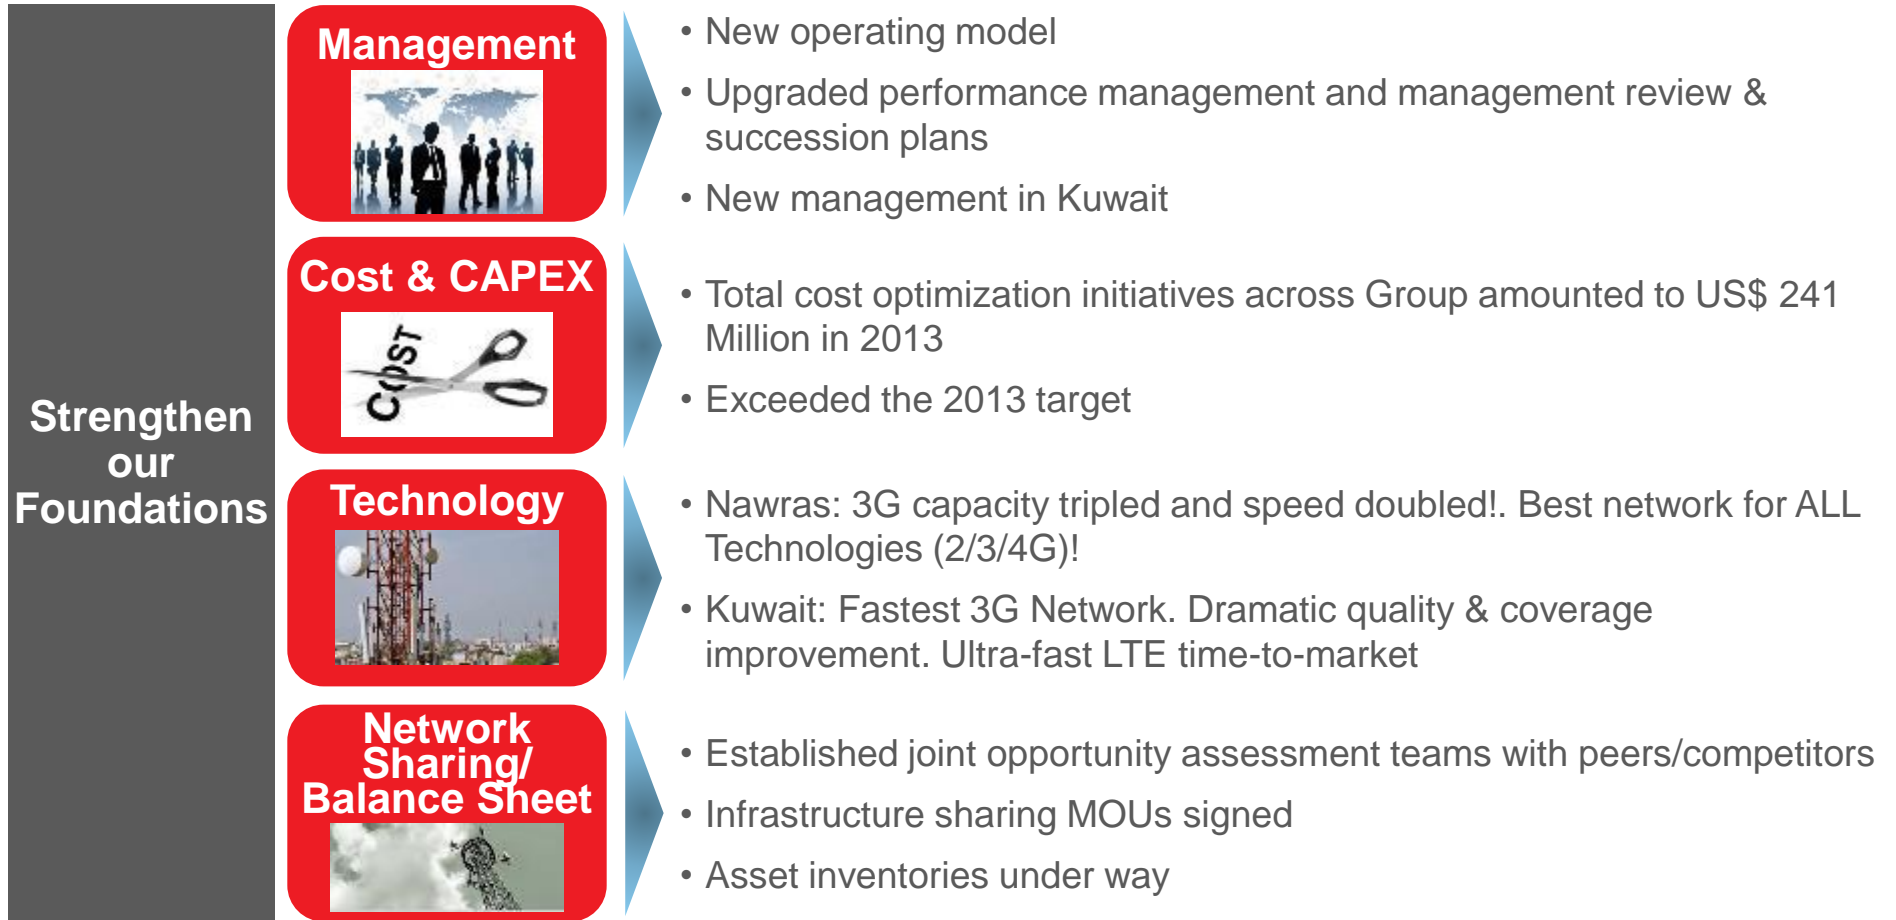 Strengthen
our
Foundations
Management
• New operating model
• Upgraded performance management and management review &
succession plans
• New management in Kuwait
Cost & CAPEX
COST
• Total cost optimization initiatives across Group amounted to US$ 241
Million in 2013
• Exceeded the 2013 target
Technology
• Nawras: 3G capacity tripled and speed doubled!. Best network for ALL
Technologies (2/3/4G)!
• Kuwait: Fastest 3G Network. Dramatic quality & coverage
improvement. Ultra-fast LTE time-to-market
Network
Sharing/
Balance Sheet
• Established joint opportunity assessment teams with peers/competitors
• Infrastructure sharing MOUs signed
• Asset inventories under way